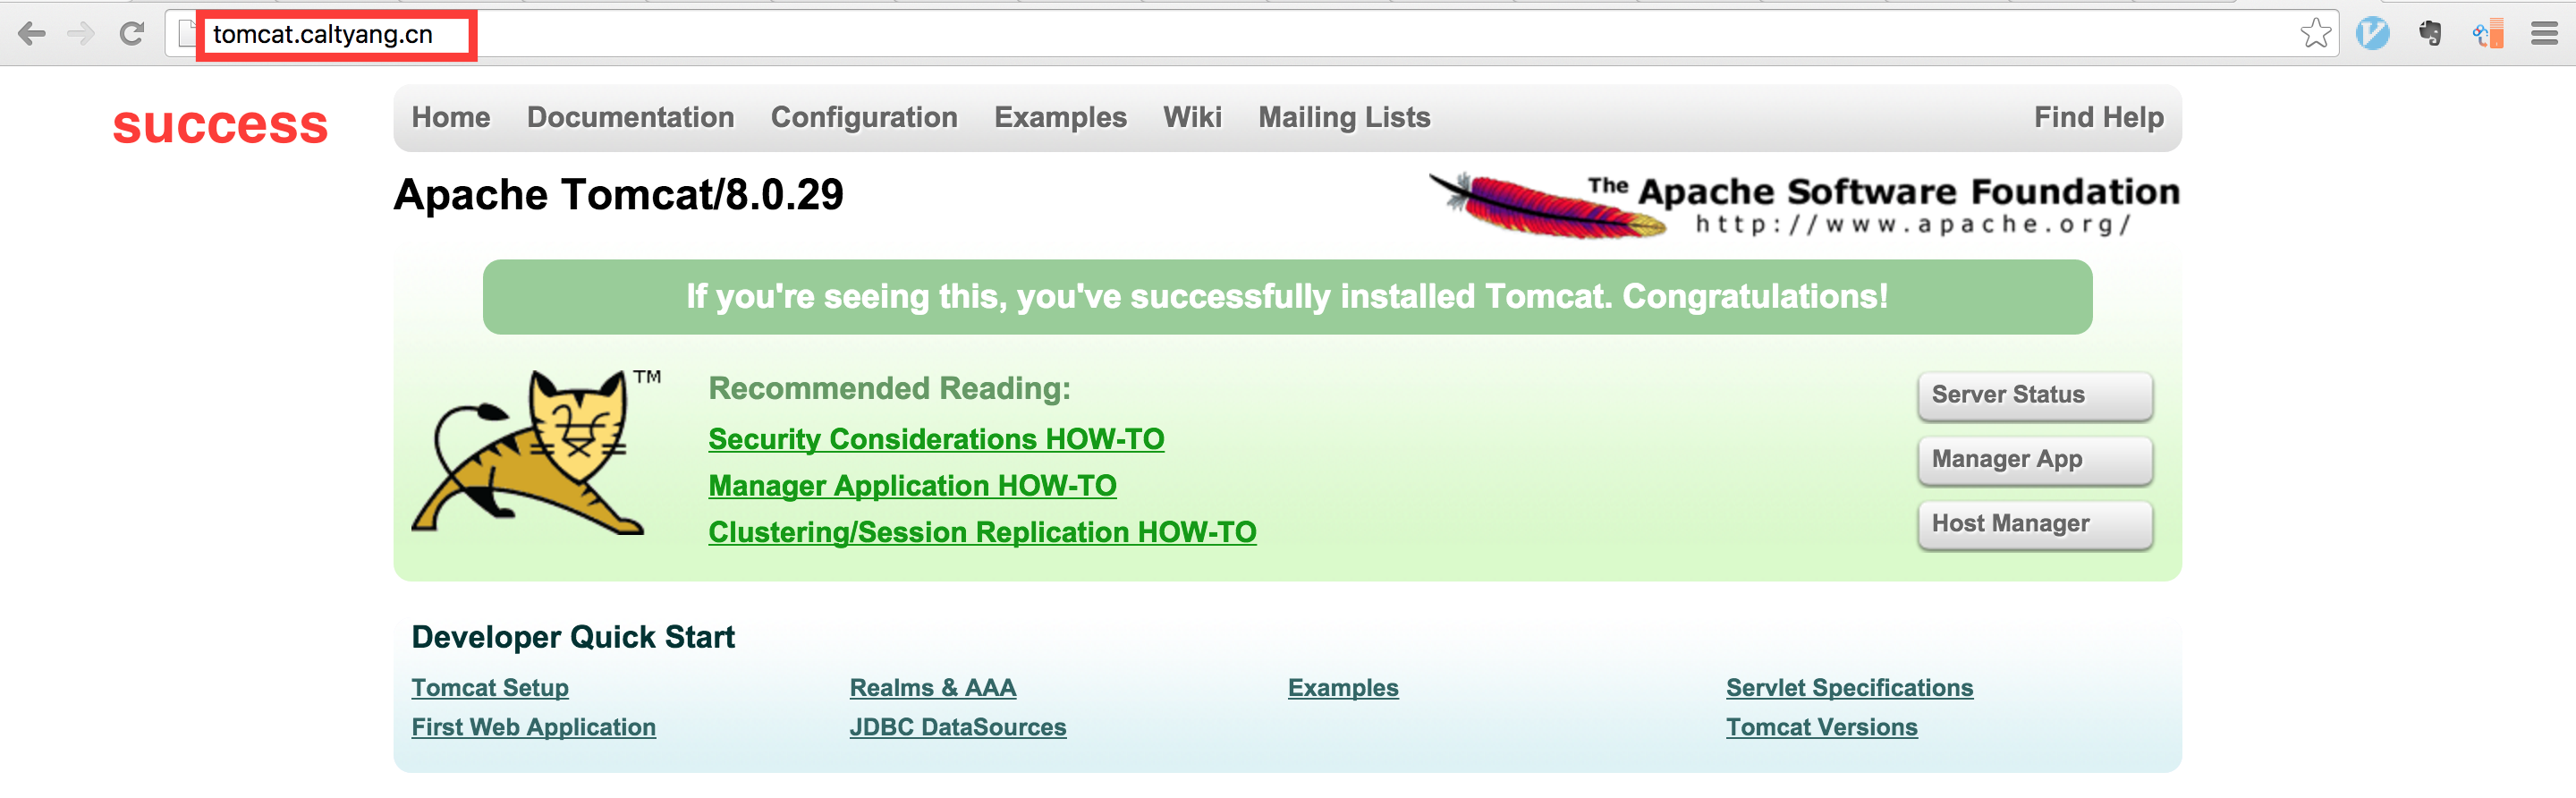 tomcat.caltyang.cn
success
Home Documentation Configuration Examples Wiki Mailing Lists Find Help
Apache Tomcat/8.0.29
The Apache Software Foundation
http://www.apache.org/
If you're seeing this, you've successfully installed Tomcat. Congratulations!
TM
Recommended Reading:
Security Considerations HOW-TO
Manager Application HOW-TO
Clustering/Session Replication HOW-TO
Server Status
Manager App
Host Manager
Developer Quick Start
Tomcat Setup Realms & AAA Examples Servlet Specifications
First Web Application JDBC DataSources Tomcat Versions